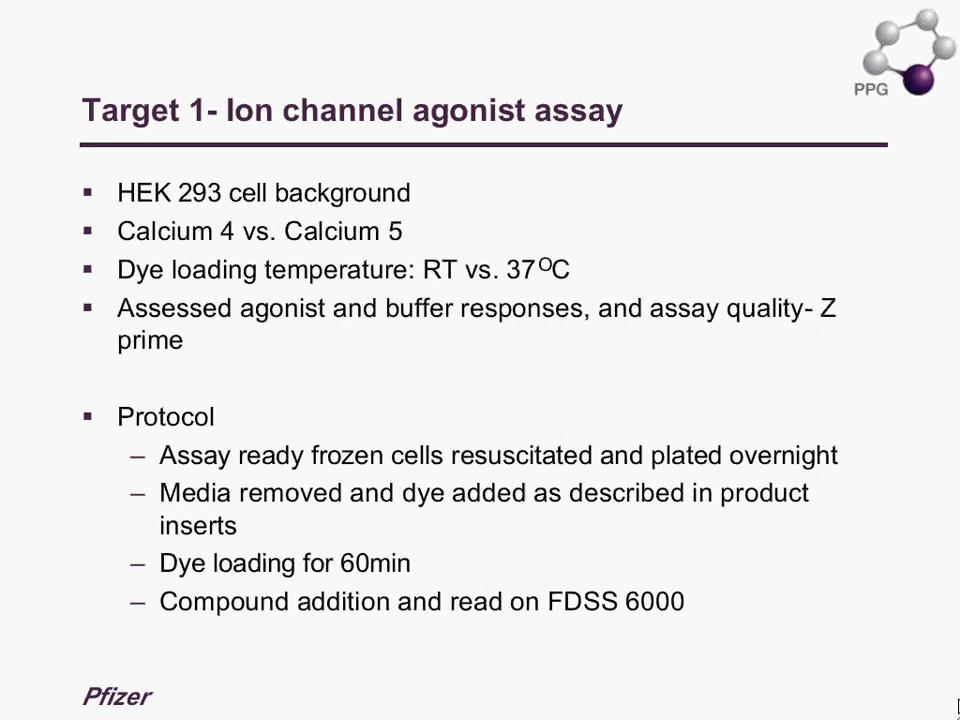 PPG
Target 1- Ion channel agonist assay
▪ HEK 293 cell background
▪ Calcium 4 vs. Calcium 5
▪ Dye loading temperature: RT vs. 37ᴼC
▪ Assessed agonist and buffer responses, and assay quality- Z
prime
▪ Protocol
– Assay ready frozen cells resuscitated and plated overnight
– Media removed and dye added as described in product
inserts
– Dye loading for 60min
– Compound addition and read on FDSS 6000
Pfizer